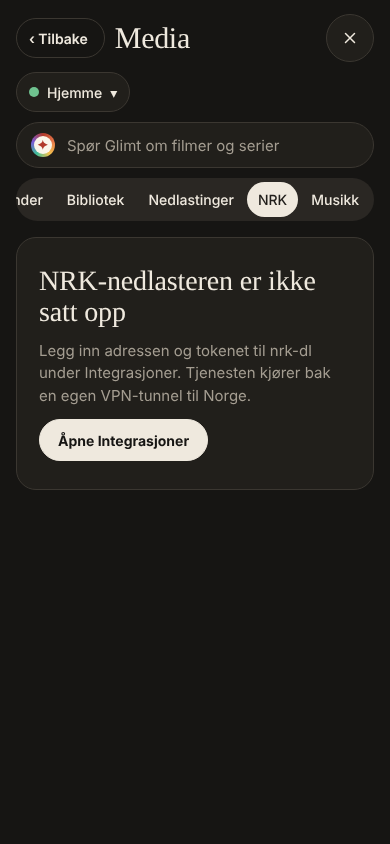 ‹ Tilbake Media ×
Hjemme ▾
Spør Glimt om filmer og serier
nder Bibliotek Nedlastinger NRK Musikk
NRK-nedlasteren er ikke
satt opp
Legg inn adressen og tokenet til nrk-dl
under Integrasjoner. Tjenesten kjører bak
en egen VPN-tunnel til Norge.
Åpne Integrasjoner